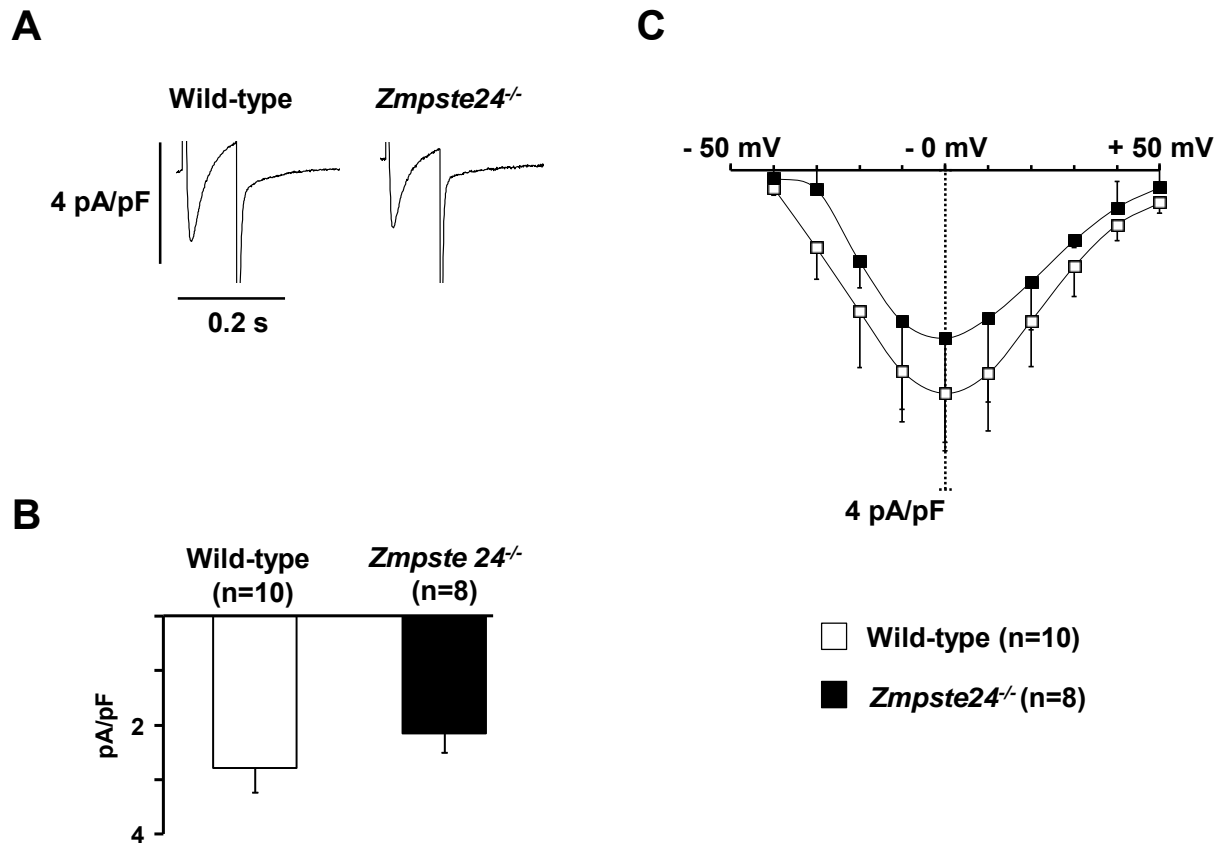 A
Wild-type Zmpste24-/-
4 pA/pF
0.2 s
B
Wild-type Zmpste 24-/-
(n=10) (n=8)
pA/pF
2
4
C
- 50 mV - 0 mV + 50 mV
4 pA/pF
Wild-type (n=10)
Zmpste24-/- (n=8)